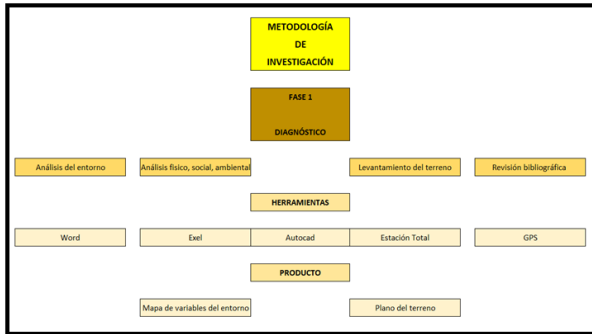 METODOLOGÍA
DE
INVESTIGACIÓN
FASE 1
DIAGNÓSTICO
Análisis del entorno
Análisis fisico, social, ambiental
Levantamiento del terreno
Revisión bibliográfica
HERRAMIENTAS
Word
Exel
Autocad
Estación Total
GPS
PRODUCTO
Mapa de variables del entorno
Plano del terreno